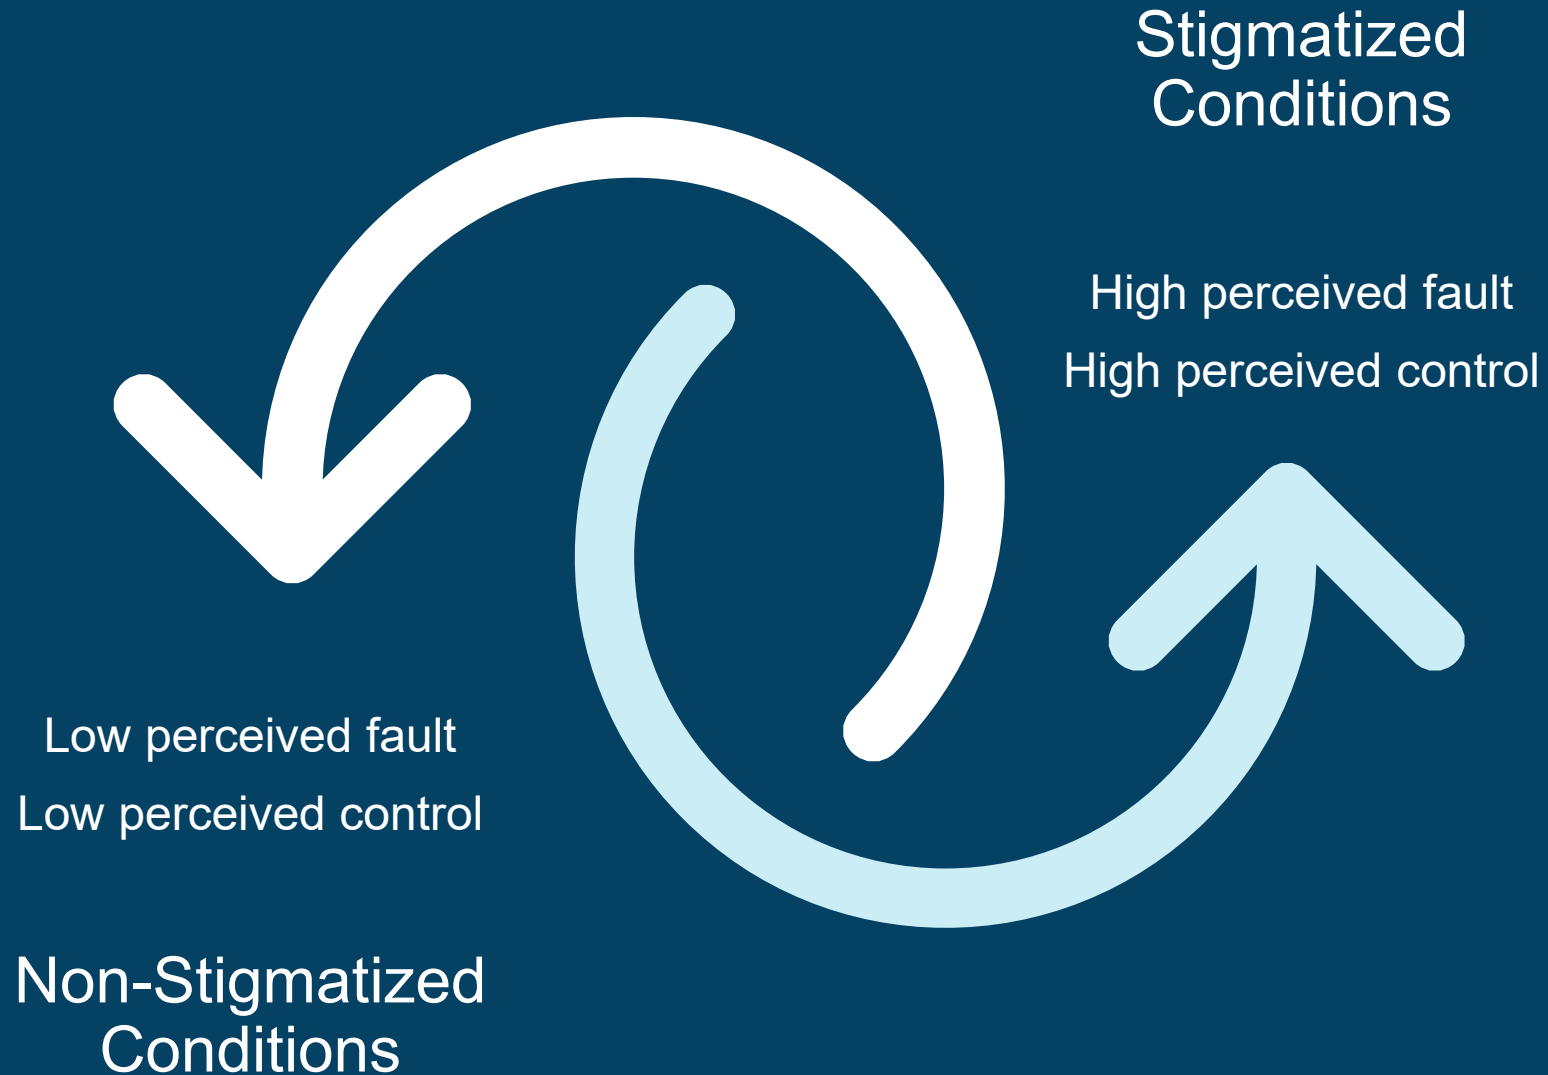 Stigmatized
Conditions
High perceived fault
High perceived control
Low perceived fault
Low perceived control
Non-Stigmatized
Conditions